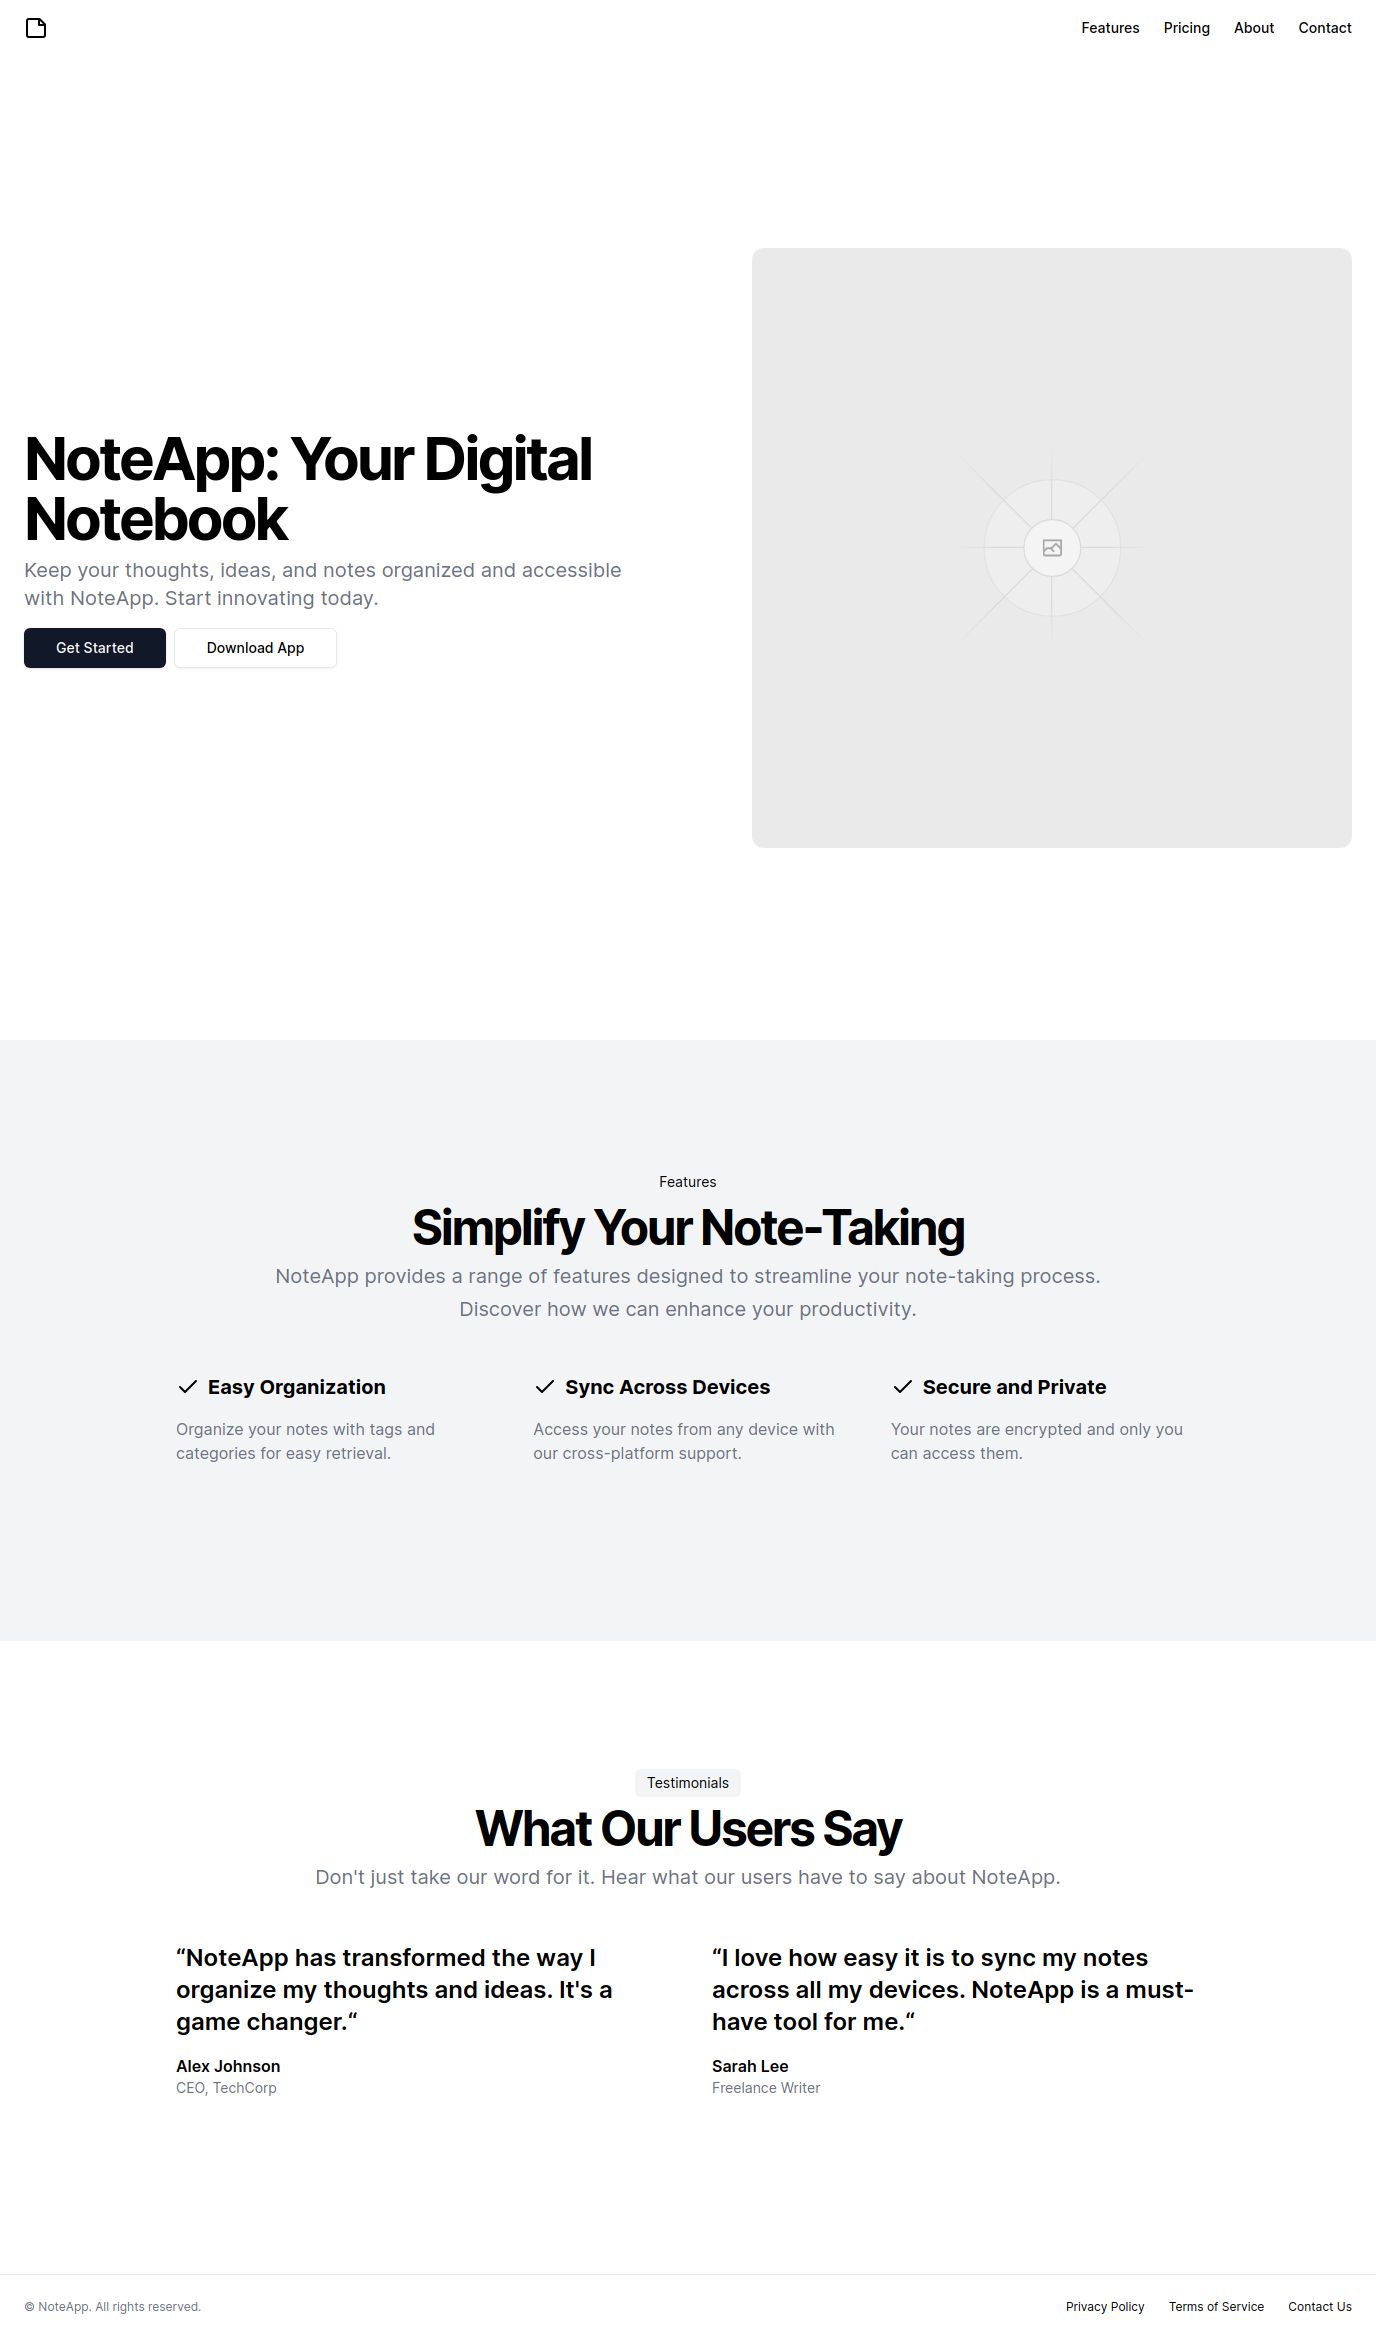 Features Pricing About Contact
NoteApp: Your Digital
Notebook
Keep your thoughts, ideas, and notes organized and accessible
with NoteApp. Start innovating today.
Get Started Download App
Features
Simplify Your Note-Taking
NoteApp provides a range of features designed to streamline your note-taking process.
Discover how we can enhance your productivity.
Easy Organization
Organize your notes with tags and
categories for easy retrieval.
Sync Across Devices
Access your notes from any device with
our cross-platform support.
Secure and Private
Your notes are encrypted and only you
can access them.
Testimonials
What Our Users Say
Don't just take our word for it. Hear what our users have to say about NoteApp.
“NoteApp has transformed the way I
organize my thoughts and ideas. It's a
game changer.“
Alex Johnson
CEO, TechCorp
“I love how easy it is to sync my notes
across all my devices. NoteApp is a must-
have tool for me.“
Sarah Lee
Freelance Writer
© NoteApp. All rights reserved.
Privacy Policy Terms of Service Contact Us